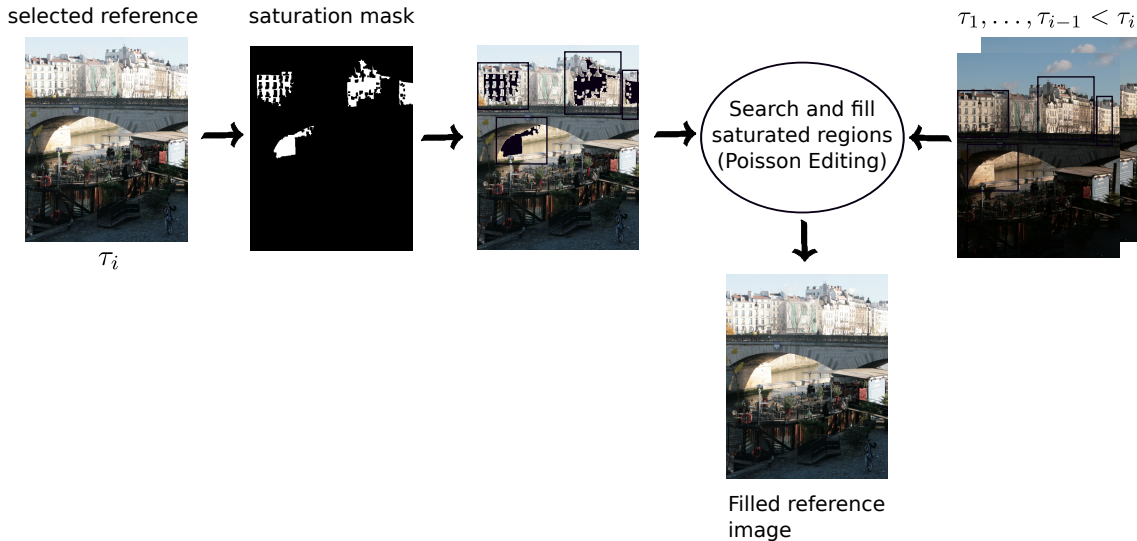 selected reference
saturation mask
τ₁, . . . , τᵢ₋₁ < τᵢ
Search and fill
saturated regions
(Poisson Editing)
τᵢ
Filled reference
image